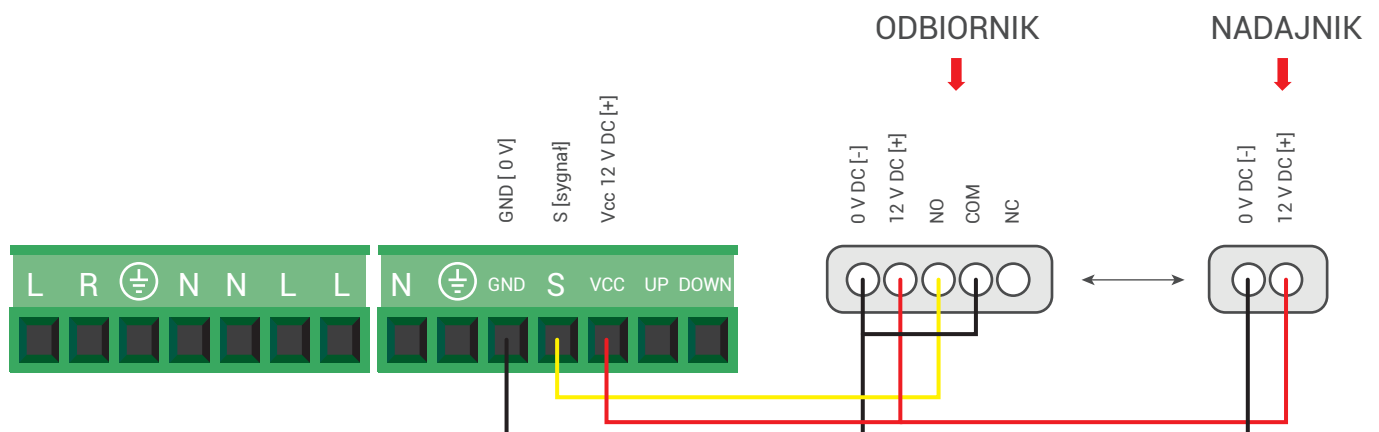 ODBIORNIK
NADAJNIK
GND [ 0 V]
S [sygnał]
Vcc 12 V DC [+]
0 V DC [-]
12 V DC [+]
NO
COM
NC
0 V DC [-]
12 V DC [+]
L R N N L L
N GND S VCC UP DOWN